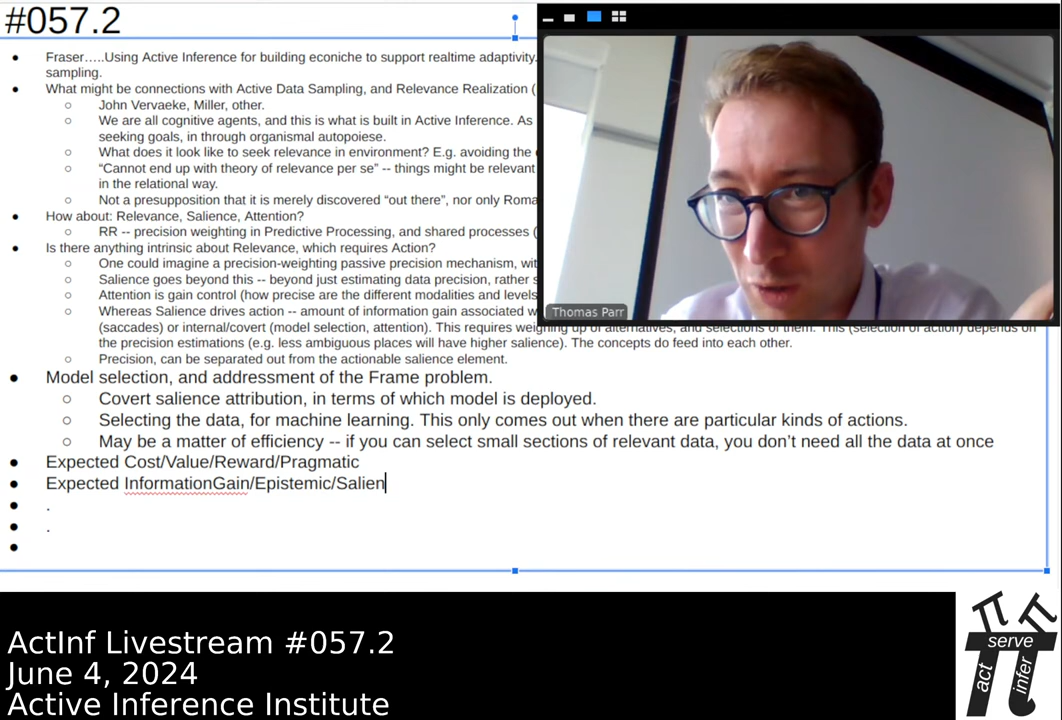 #057.2
Fraser…..Using Active Inference for building econiche to support realtime adaptivity.
sampling.
What might be connections with Active Data Sampling, and Relevance Realization (
John Vervaeke, Miller, other.
We are all cognitive agents, and this is what is built in Active Inference. As
seeking goals, in through organismal autopoiese.
What does it look like to seek relevance in environment? E.g. avoiding the
“Cannot end up with theory of relevance per se” -- things might be relevant
in the relational way.
Not a presupposition that it is merely discovered “out there”, nor only Roma
How about: Relevance, Salience, Attention?
RR -- precision weighting in Predictive Processing, and shared processes (
Is there anything intrinsic about Relevance, which requires Action?
One could imagine a precision-weighting passive precision mechanism, wit
Salience goes beyond this -- beyond just estimating data precision, rather s
Attention is gain control (how precise are the different modalities and levels
Whereas Salience drives action -- amount of information gain associated w
(saccades) or internal/covert (model selection, attention). This requires weighing up of alternatives, and selections of them. This (selection of action) depends on
the precision estimations (e.g. less ambiguous places will have higher salience). The concepts do feed into each other.
Precision, can be separated out from the actionable salience element.
Model selection, and addressment of the Frame problem.
Covert salience attribution, in terms of which model is deployed.
Selecting the data, for machine learning. This only comes out when there are particular kinds of actions.
May be a matter of efficiency -- if you can select small sections of relevant data, you don’t need all the data at once
Expected Cost/Value/Reward/Pragmatic
Expected InformationGain/Epistemic/Salien
.
.
Thomas Parr
ActInf Livestream #057.2
June 4, 2024
Active Inference Institute
serve
act
infer